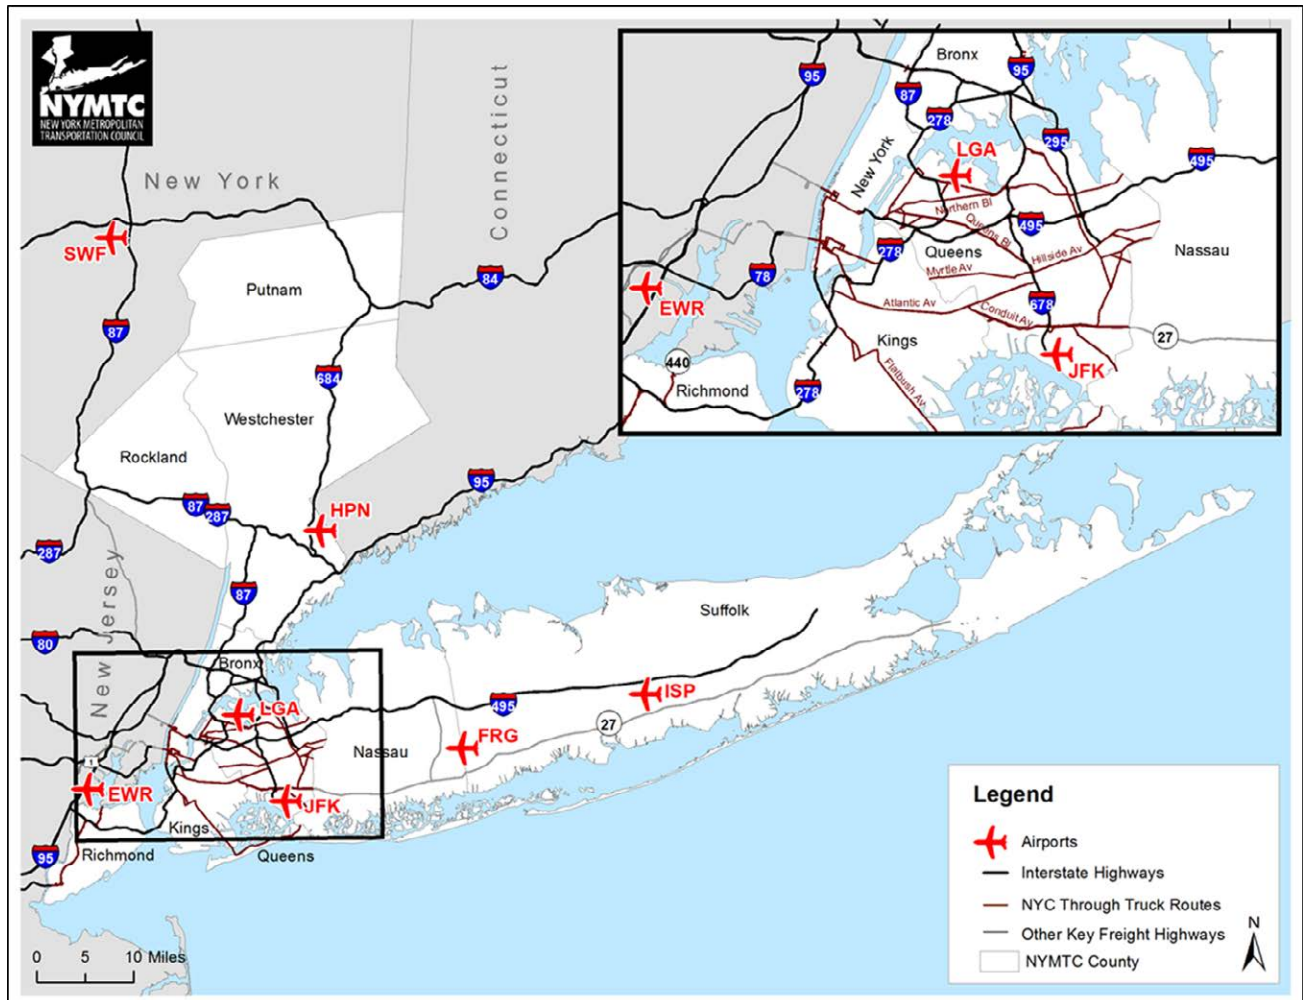 NYMTC
NEW YORK METROPOLITAN
TRANSPORTATION COUNCIL
New York
Connecticut
SWF
87
84
Putnam
684
Westchester
Rockland
87
287
HPN
95
287
New Jersey
87
80
Suffolk
Bronx
LGA
495
ISP
27
FRG
Nassau
1
EWR
JFK
Kings
95
Richmond
Queens
0 5 10 Miles
95
Bronx
95
87
278
295
LGA
495
New York
Northern Bl
Queens Bl
495
278
Queens
Hillside Av
Nassau
Myrtle Av
78
EWR
Atlantic Av
Conduit Av
678
27
Kings
JFK
440
Richmond
Flatbush Av
278
Legend
Airports
Interstate Highways
NYC Through Truck Routes
Other Key Freight Highways
NYMTC County
N